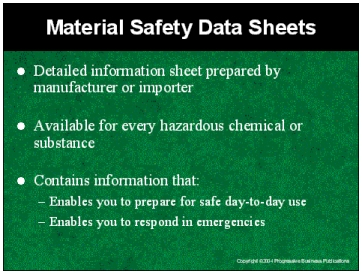 Material Safety Data Sheets
● Detailed information sheet prepared by
manufacturer or importer
● Available for every hazardous chemical or
substance
● Contains information that:
– Enables you to prepare for safe day-to-day use
– Enables you to respond in emergencies
Copyright ©2004 Progressive Business Publications